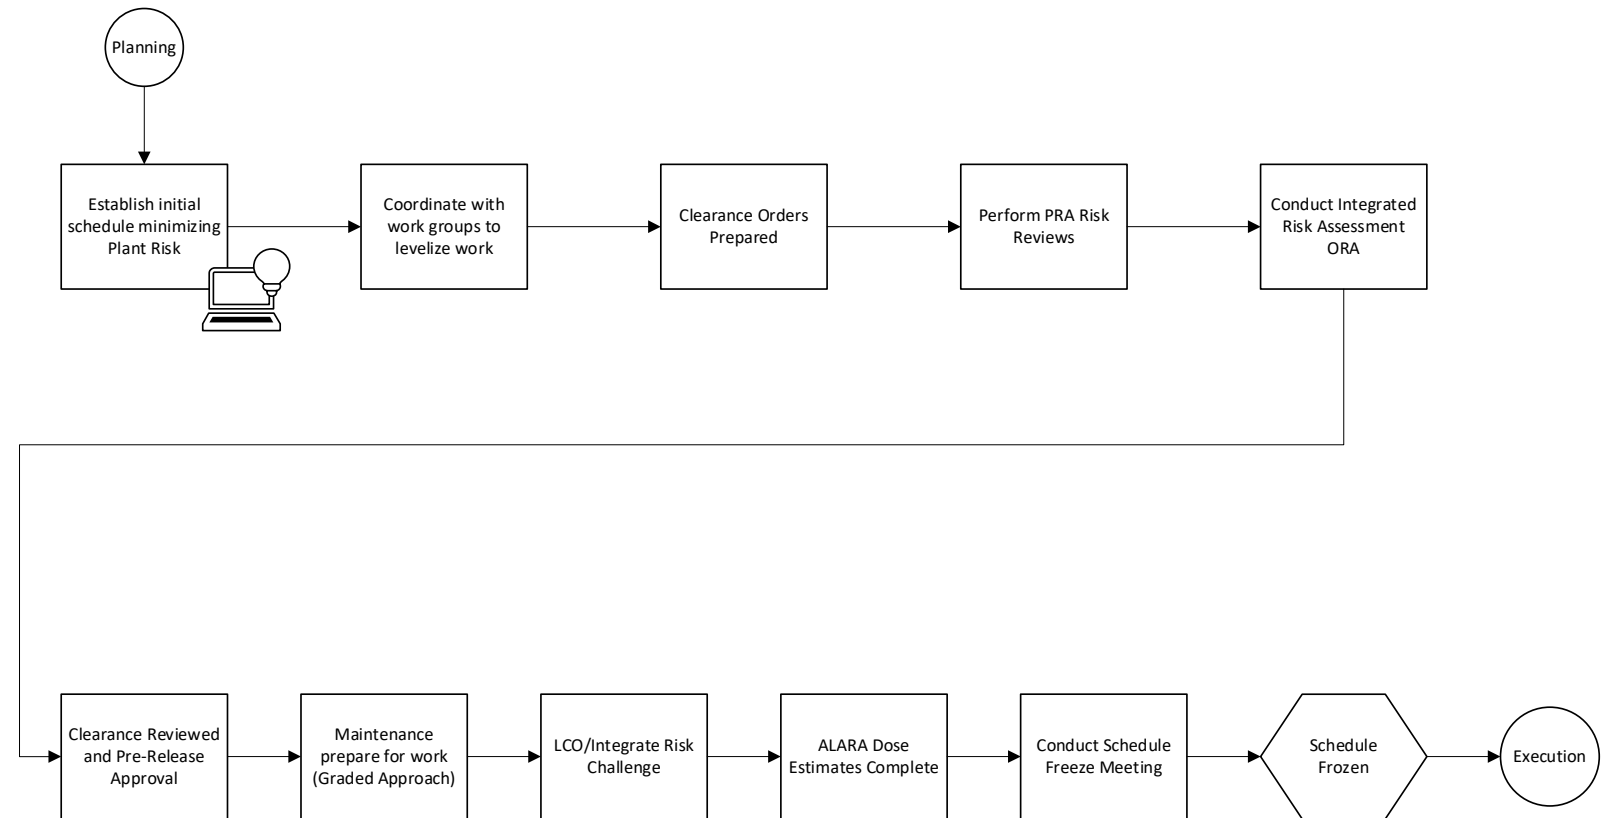 Planning
Establish initial
schedule minimizing
Plant Risk
Coordinate with
work groups to
levelize work
Clearance Orders
Prepared
Perform PRA Risk
Reviews
Conduct Integrated
Risk Assessment
ORA
Clearance Reviewed
and Pre-Release
Approval
Maintenance
prepare for work
(Graded Approach)
LCO/Integrate Risk
Challenge
ALARA Dose
Estimates Complete
Conduct Schedule
Freeze Meeting
Schedule
Frozen
Execution